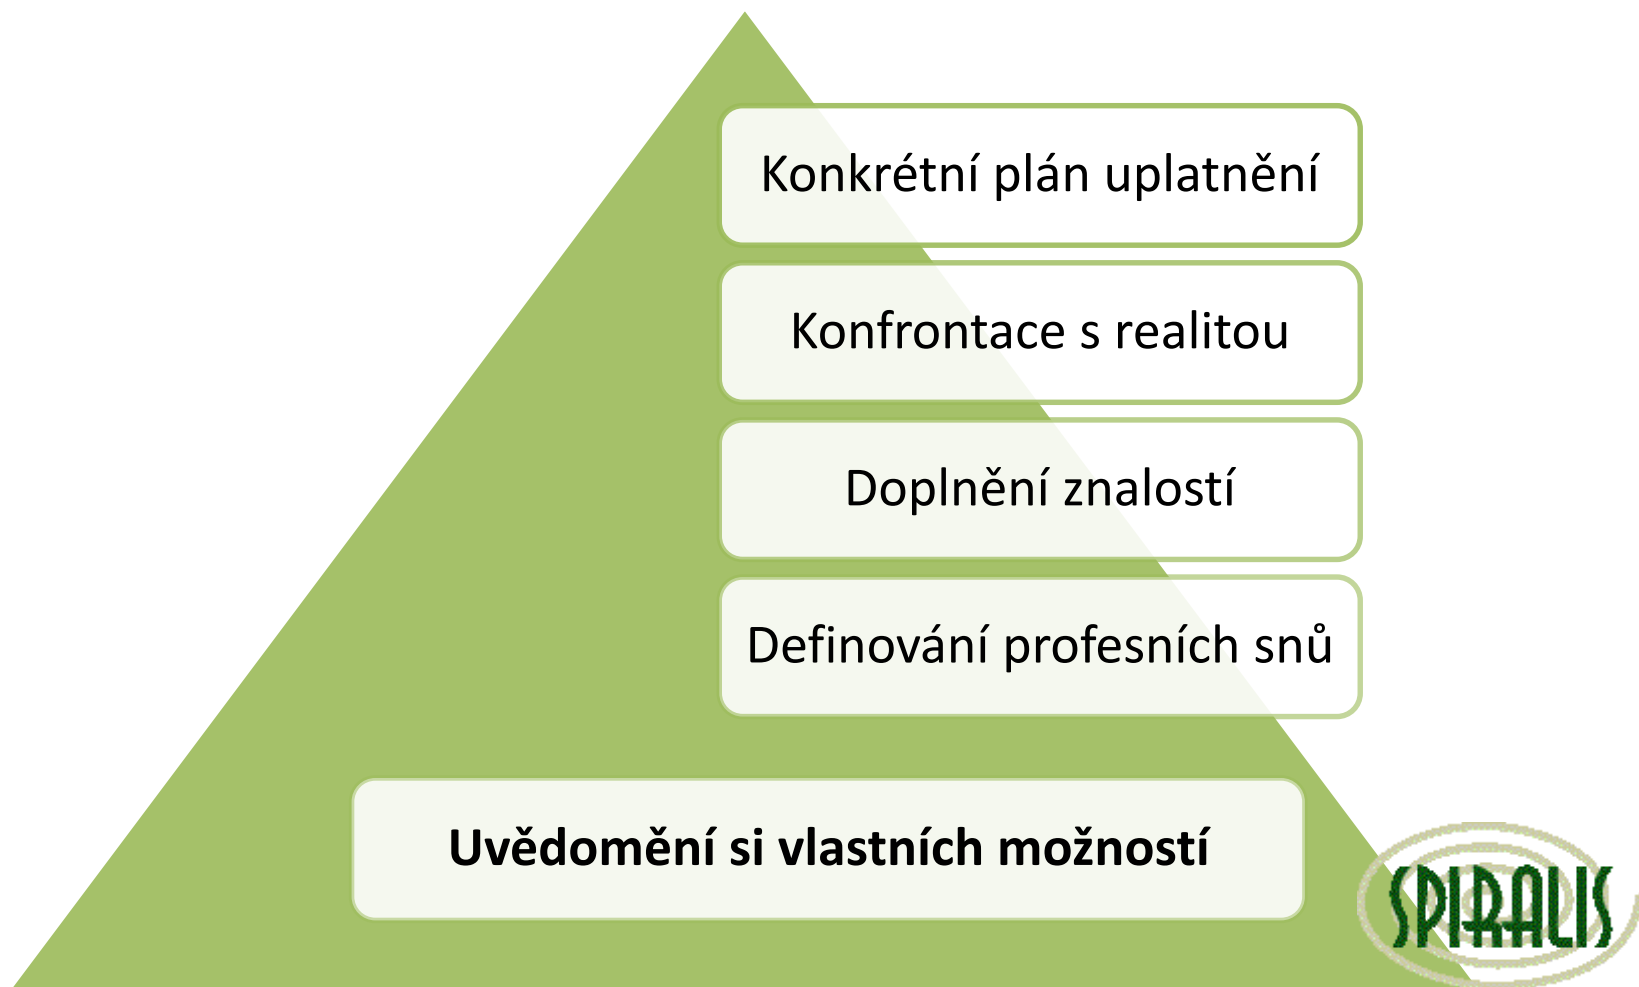 Konkrétní plán uplatnění
Konfrontace s realitou
Doplnění znalostí
Definování profesních snů
Uvědomění si vlastních možností
SPIRALIS